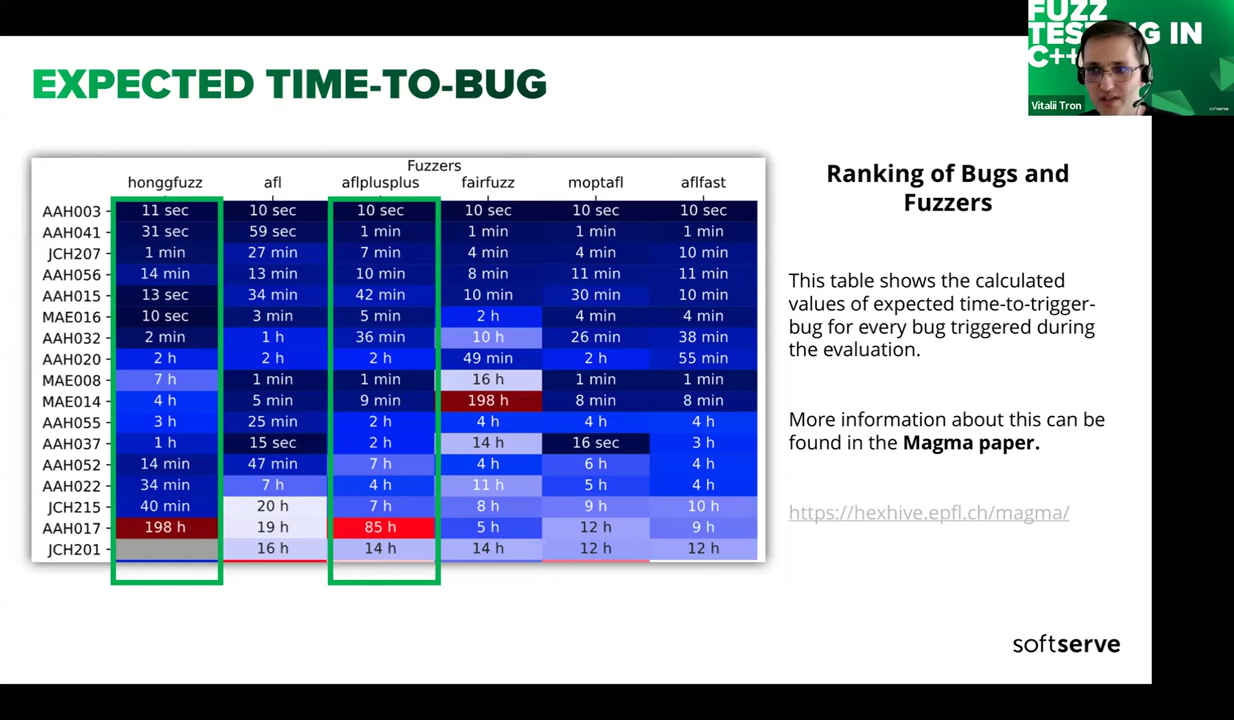 EXPECTED TIME-TO-BUG
FUZZ
TESTING IN
C++
Vitalii Tron
softserve
Fuzzers
honggfuzz afl aflplusplus fairfuzz moptafl aflfast
AAH003 11 sec 10 sec 10 sec 10 sec 10 sec 10 sec
AAH041 31 sec 59 sec 1 min 1 min 1 min 1 min
JCH207 1 min 27 min 7 min 4 min 4 min 10 min
AAH056 14 min 13 min 10 min 8 min 11 min 11 min
AAH015 13 sec 34 min 42 min 10 min 30 min 10 min
MAE016 10 sec 3 min 5 min 2 h 4 min 4 min
AAH032 2 min 1 h 36 min 10 h 26 min 38 min
AAH020 2 h 2 h 2 h 49 min 2 h 55 min
MAE008 7 h 1 min 1 min 16 h 1 min 1 min
MAE014 4 h 5 min 9 min 198 h 8 min 8 min
AAH055 3 h 25 min 2 h 4 h 4 h 4 h
AAH037 1 h 15 sec 2 h 14 h 16 sec 3 h
AAH052 14 min 47 min 7 h 4 h 6 h 4 h
AAH022 34 min 7 h 4 h 11 h 5 h 4 h
JCH215 40 min 20 h 7 h 8 h 9 h 10 h
AAH017 198 h 19 h 85 h 5 h 12 h 9 h
JCH201 16 h 14 h 14 h 12 h 12 h
Ranking of Bugs and
Fuzzers
This table shows the calculated
values of expected time-to-trigger-
bug for every bug triggered during
the evaluation.
More information about this can be
found in the Magma paper.
https://hexhive.epfl.ch/magma/
softserve